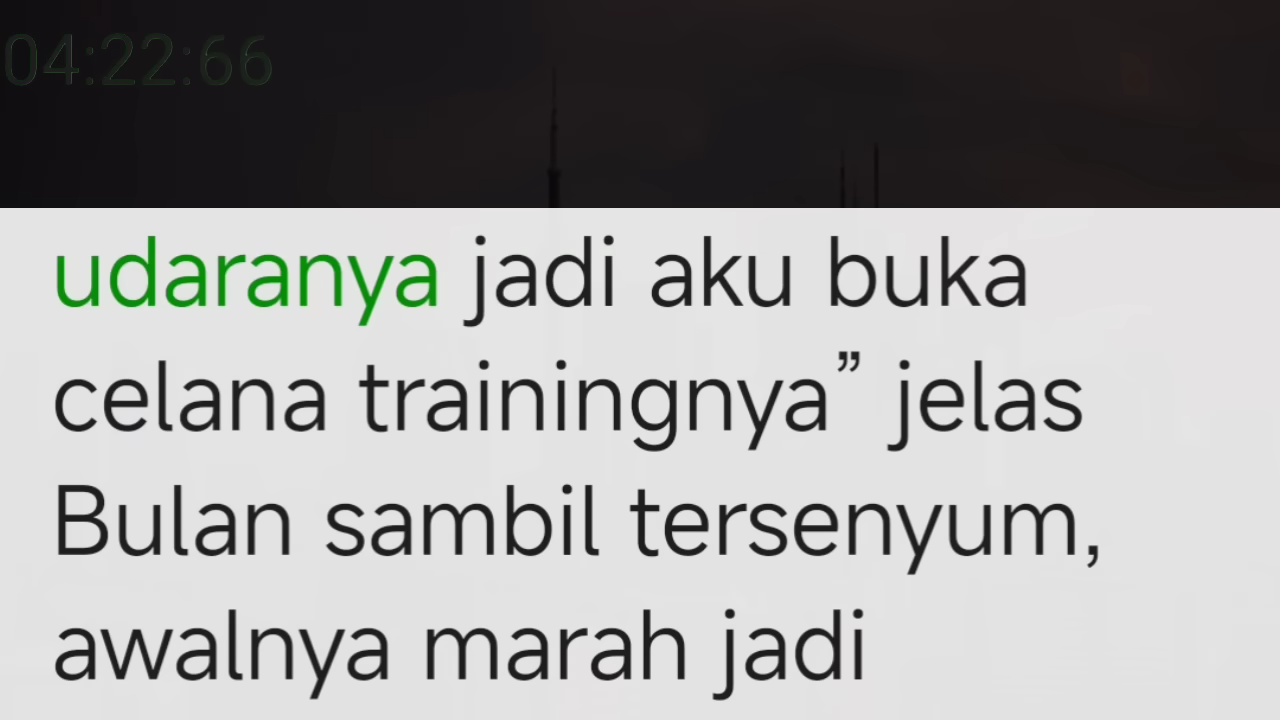 04:22:66
udaranya jadi aku buka
celana trainingnya” jelas
Bulan sambil tersenyum,
awalnya marah jadi